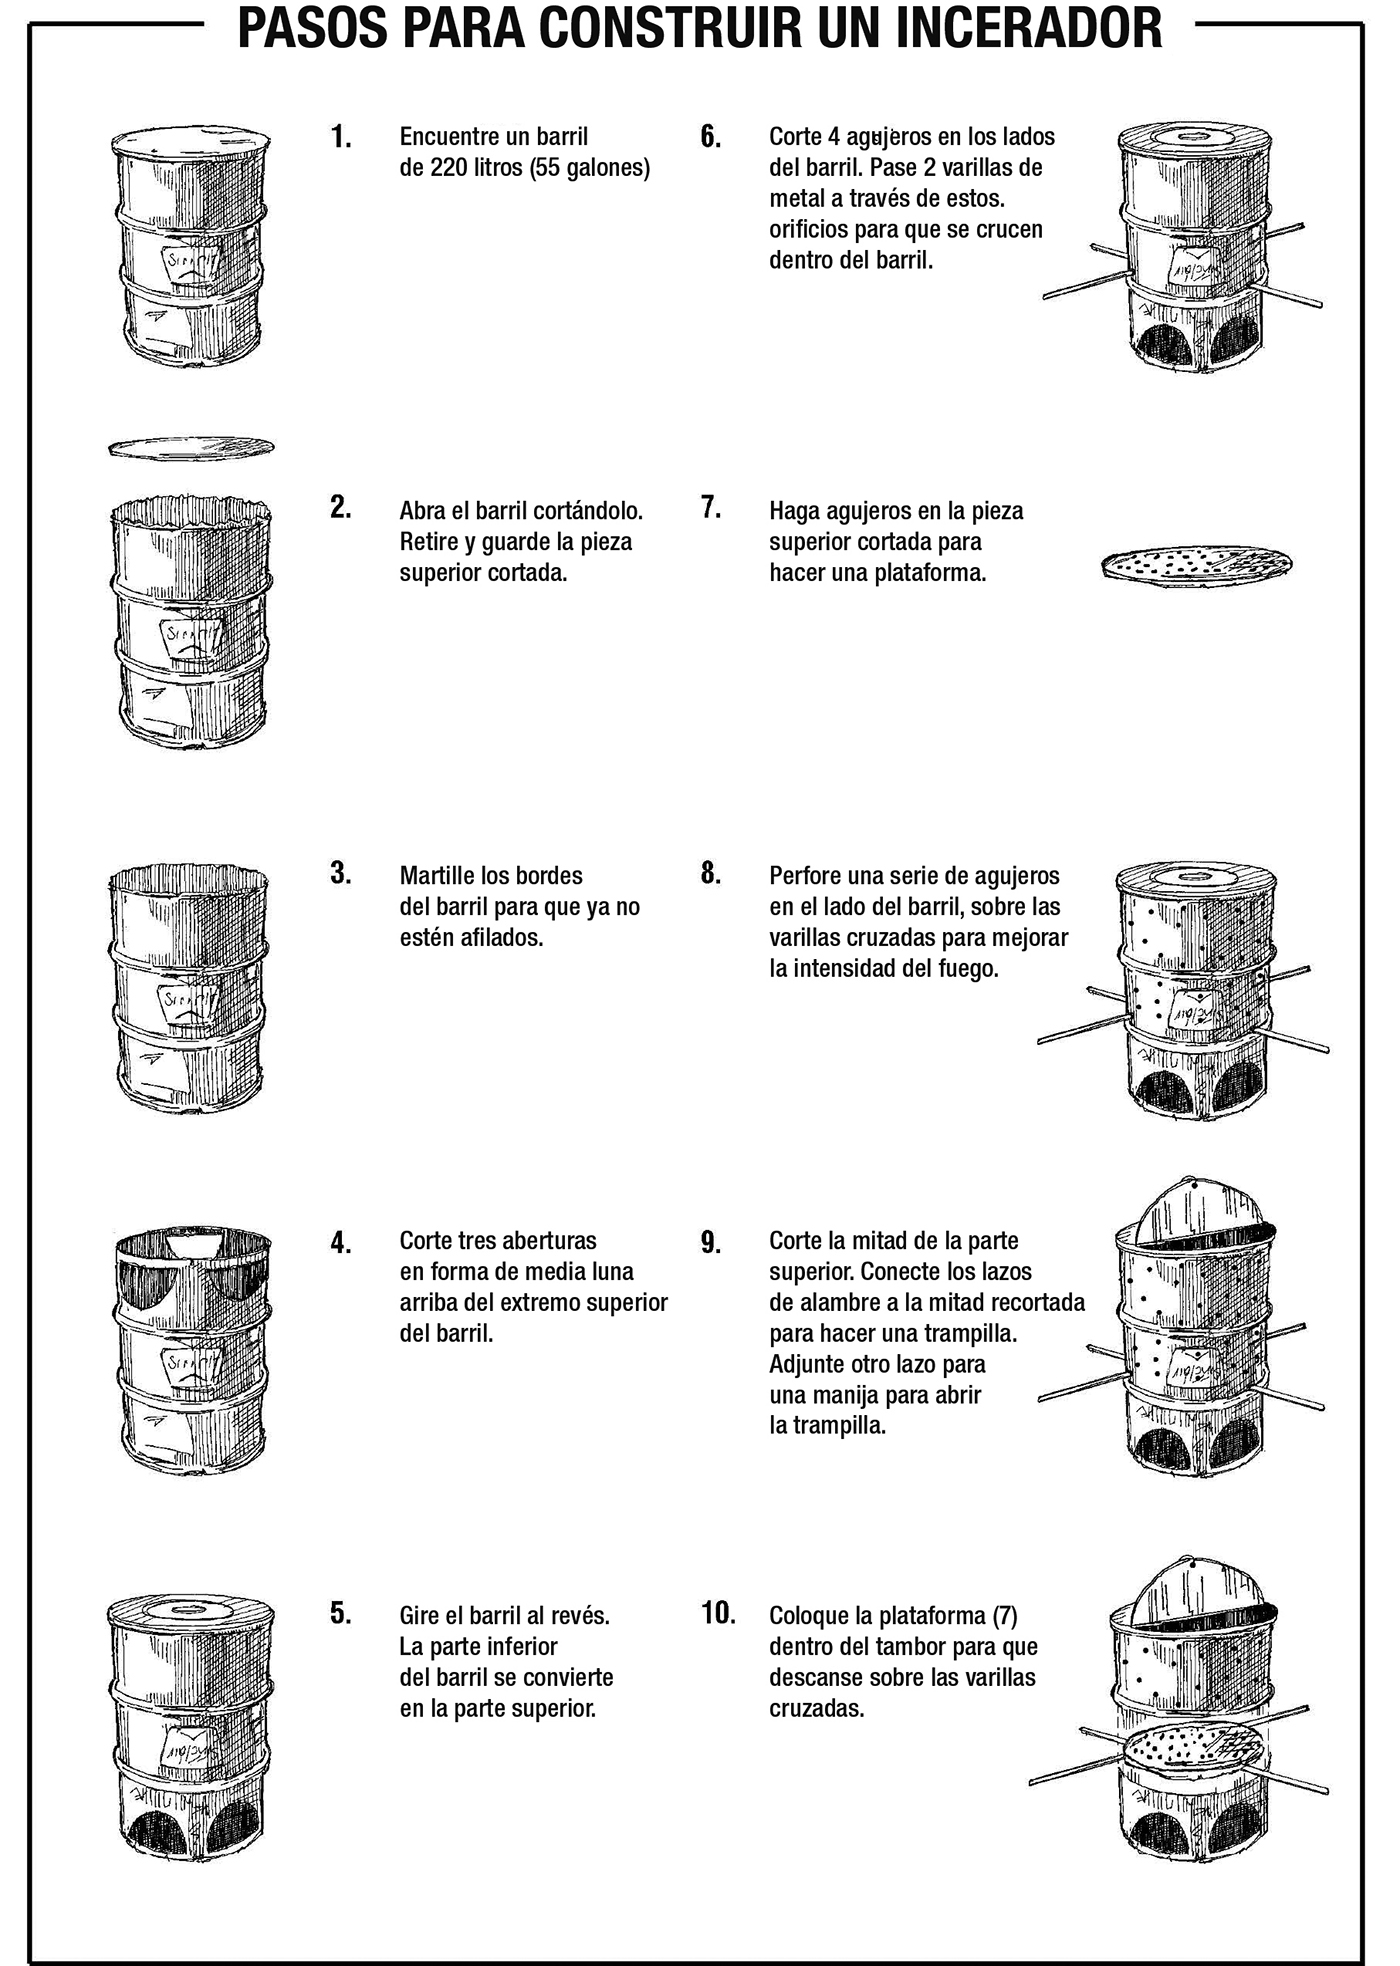 PASOS PARA CONSTRUIR UN INCERADOR
1. Encuentre un barril
de 220 litros (55 galones)
2. Abra el barril cortándolo.
Retire y guarde la pieza
superior cortada.
3. Martille los bordes
del barril para que ya no
estén afilados.
4. Corte tres aberturas
en forma de media luna
arriba del extremo superior
del barril.
5. Gire el barril al revés.
La parte inferior
del barril se convierte
en la parte superior.
6. Corte 4 agujeros en los lados
del barril. Pase 2 varillas de
metal a través de estos.
orificios para que se crucen
dentro del barril.
7. Haga agujeros en la pieza
superior cortada para
hacer una plataforma.
8. Perfore una serie de agujeros
en el lado del barril, sobre las
varillas cruzadas para mejorar
la intensidad del fuego.
9. Corte la mitad de la parte
superior. Conecte los lazos
de alambre a la mitad recortada
para hacer una trampilla.
Adjunte otro lazo para
una manija para abrir
la trampilla.
10. Coloque la plataforma (7)
dentro del tambor para que
descanse sobre las varillas
cruzadas.